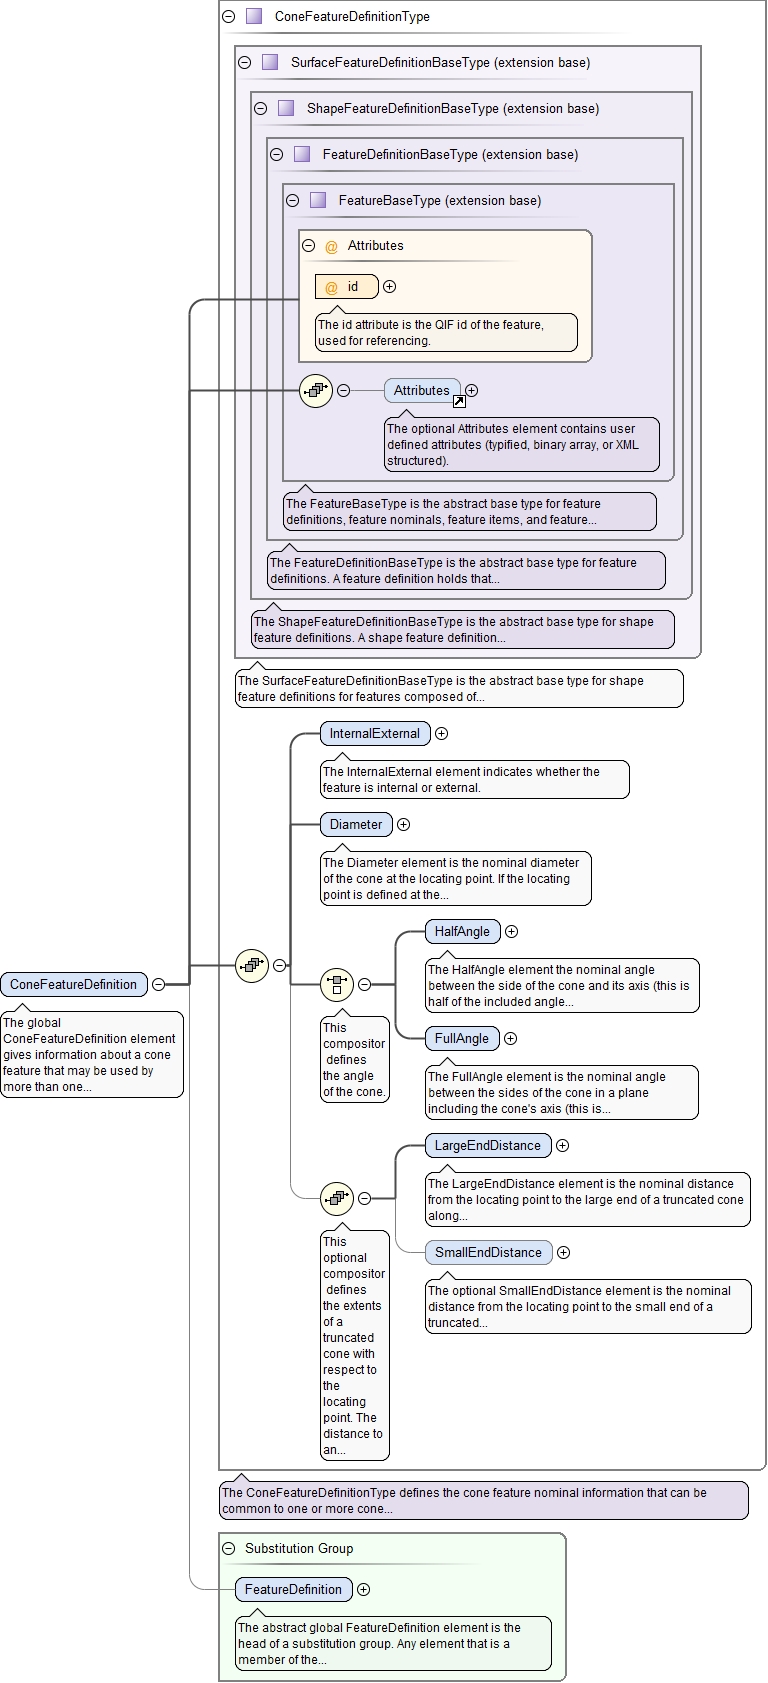 ConeFeatureDefinitionType
SurfaceFeatureDefinitionBaseType (extension base)
ShapeFeatureDefinitionBaseType (extension base)
FeatureDefinitionBaseType (extension base)
FeatureBaseType (extension base)
@ Attributes
@ id
The id attribute is the QIF id of the feature,
used for referencing.
Attributes
The optional Attributes element contains user
defined attributes (typified, binary array, or XML
structured).
The FeatureBaseType is the abstract base type for feature
definitions, feature nominals, feature items, and feature...
The FeatureDefinitionBaseType is the abstract base type for feature
definitions. A feature definition holds that...
The ShapeFeatureDefinitionBaseType is the abstract base type for shape
feature definitions. A shape feature definition...
The SurfaceFeatureDefinitionBaseType is the abstract base type for shape
feature definitions for features composed of...
InternalExternal
The InternalExternal element indicates whether the
feature is internal or external.
Diameter
The Diameter element is the nominal diameter
of the cone at the locating point. If the locating
point is defined at the...
HalfAngle
The HalfAngle element the nominal angle
between the side of the cone and its axis (this is
half of the included angle...
ConeFeatureDefinition
The global
ConeFeatureDefinition element
gives information about a cone
feature that may be used by
more than one...
This
compositor
defines
the angle
of the cone.
FullAngle
The FullAngle element is the nominal angle
between the sides of the cone in a plane
including the cone's axis (this is...
LargeEndDistance
The LargeEndDistance element is the nominal distance
from the locating point to the large end of a truncated cone
along...
SmallEndDistance
The optional SmallEndDistance element is the nominal
distance from the locating point to the small end of a
truncated...
This
optional
compositor
defines
the extents
of a
truncated
cone with
respect to
the
locating
point. The
distance to
an...
The ConeFeatureDefinitionType defines the cone feature nominal information that can be
common to one or more cone...
Substitution Group
FeatureDefinition
The abstract global FeatureDefinition element is the
head of a substitution group. Any element that is a
member of the...